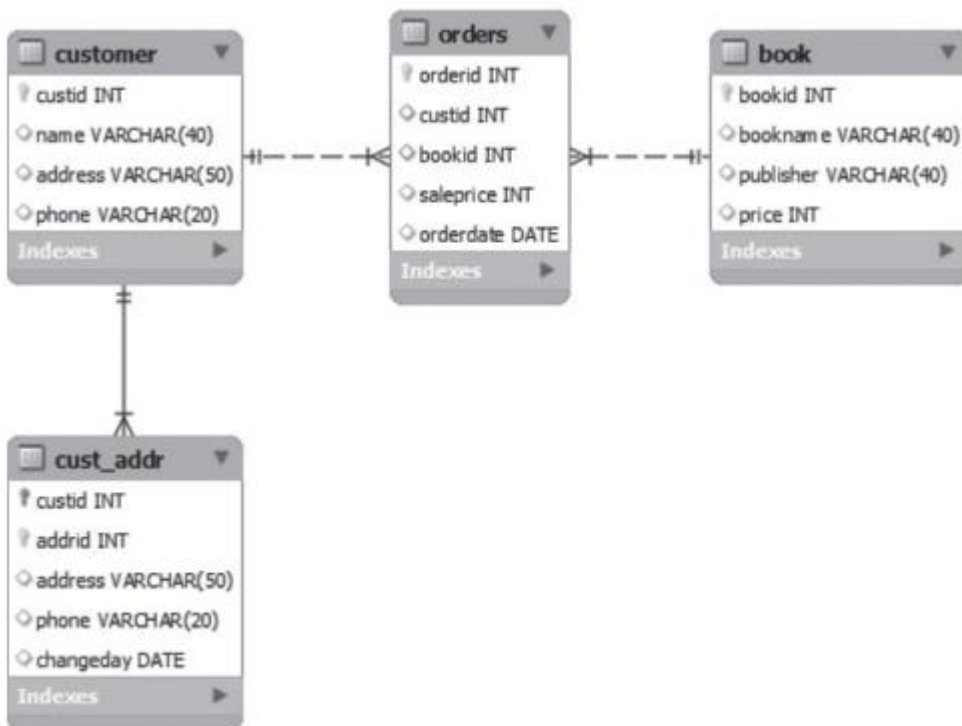 customer
custid INT
name VARCHAR(40)
address VARCHAR(50)
phone VARCHAR(20)
Indexes
orders
orderid INT
custid INT
bookid INT
saleprice INT
orderdate DATE
Indexes
book
bookid INT
bookname VARCHAR(40)
publisher VARCHAR(40)
price INT
Indexes
cust_addr
custid INT
addrid INT
address VARCHAR(50)
phone VARCHAR(20)
changeday DATE
Indexes